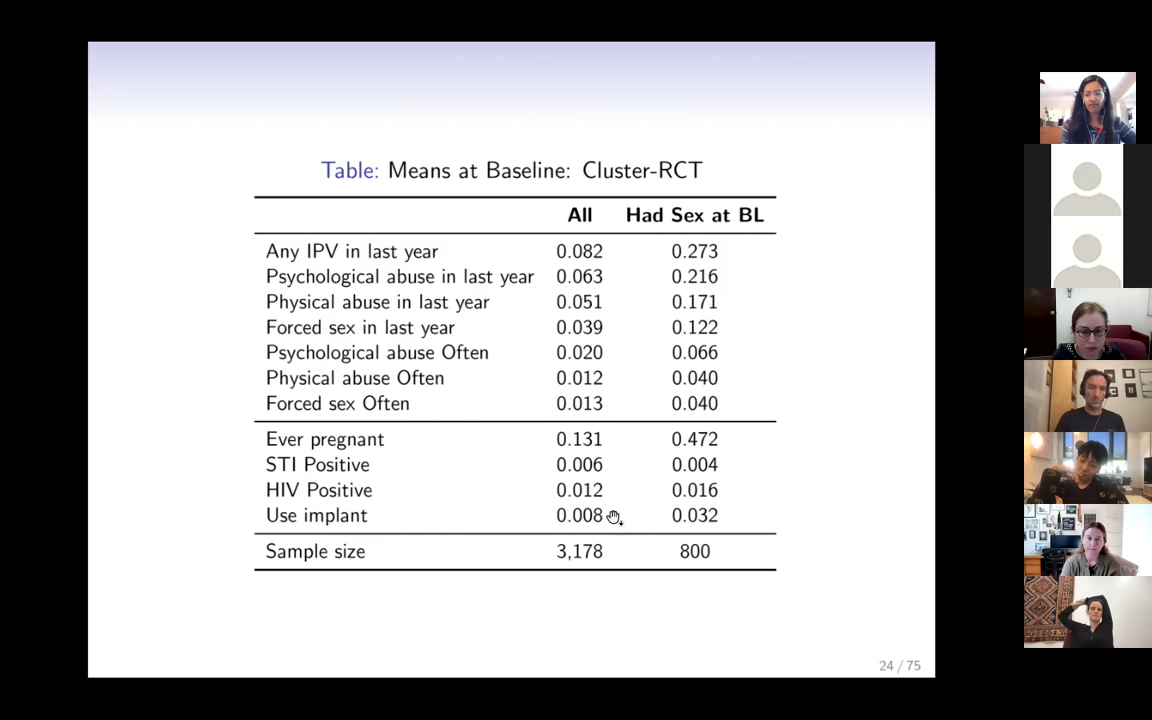 Table: Means at Baseline: Cluster-RCT
All Had Sex at BL
Any IPV in last year 0.082 0.273
Psychological abuse in last year 0.063 0.216
Physical abuse in last year 0.051 0.171
Forced sex in last year 0.039 0.122
Psychological abuse Often 0.020 0.066
Physical abuse Often 0.012 0.040
Forced sex Often 0.013 0.040
Ever pregnant 0.131 0.472
STI Positive 0.006 0.004
HIV Positive 0.012 0.016
Use implant 0.008 0.032
Sample size 3,178 800
24 / 75